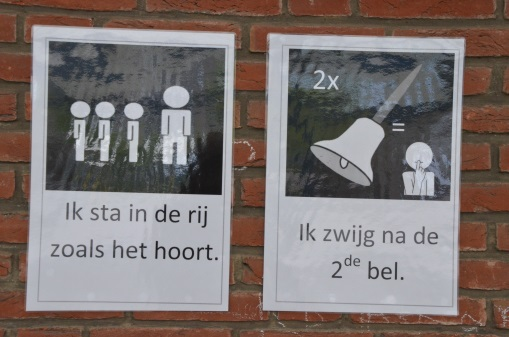 Ik sta in de rij
zoals het hoort.
2x
=
Ik zwijg na de
2de bel.